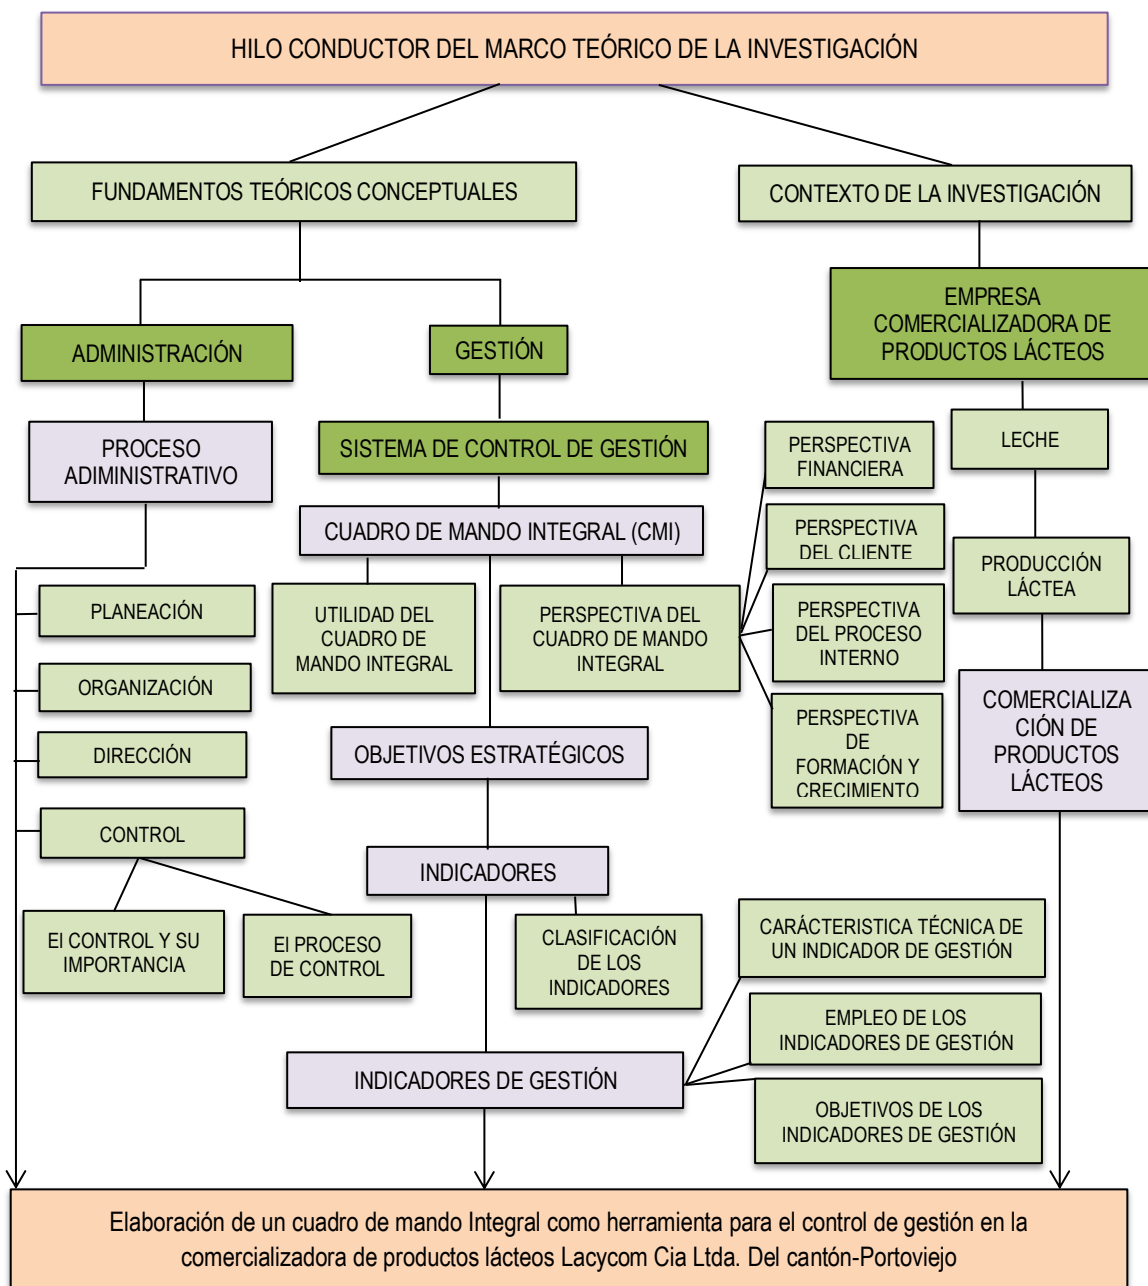 HILO CONDUCTOR DEL MARCO TEÓRICO DE LA INVESTIGACIÓN
FUNDAMENTOS TEÓRICOS CONCEPTUALES
CONTEXTO DE LA INVESTIGACIÓN
ADMINISTRACIÓN
GESTIÓN
EMPRESA
COMERCIALIZADORA DE
PRODUCTOS LÁCTEOS
PROCESO
ADIMINISTRATIVO
SISTEMA DE CONTROL DE GESTIÓN
PERSPECTIVA
FINANCIERA
LECHE
CUADRO DE MANDO INTEGRAL (CMI)
PERSPECTIVA
DEL CLIENTE
PRODUCCIÓN
LÁCTEA
PLANEACIÓN
UTILIDAD DEL
CUADRO DE
MANDO INTEGRAL
PERSPECTIVA DEL
CUADRO DE MANDO
INTEGRAL
PERSPECTIVA
DEL PROCESO
INTERNO
ORGANIZACIÓN
COMERCIALIZA
CIÓN DE
PRODUCTOS
LÁCTEOS
PERSPECTIVA
DE
FORMACIÓN Y
CRECIMIENTO
DIRECCIÓN
OBJETIVOS ESTRATÉGICOS
CONTROL
INDICADORES
El CONTROL Y SU
IMPORTANCIA
El PROCESO
DE CONTROL
CLASIFICACIÓN
DE LOS
INDICADORES
CARÁCTERISTICA TÉCNICA DE
UN INDICADOR DE GESTIÓN
EMPLEO DE LOS
INDICADORES DE GESTIÓN
INDICADORES DE GESTIÓN
OBJETIVOS DE LOS
INDICADORES DE GESTIÓN
Elaboración de un cuadro de mando Integral como herramienta para el control de gestión en la
comercializadora de productos lácteos Lacycom Cia Ltda. Del cantón-Portoviejo